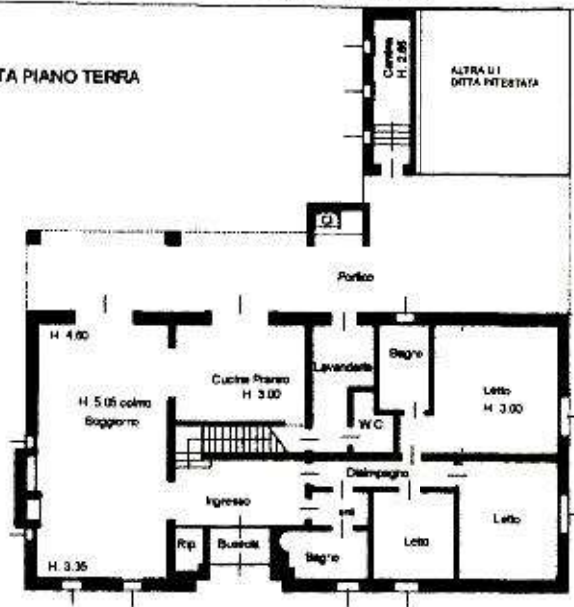 TA PIANO TERRA
Cantina
H. 2.65
ALTRA U I
DITTA INTESTATA
Portico
H 4.60
Cucina Pranzo
H 3.00
Lavanderia
Bagno
Letto
H 3.00
H 5.05 colmo
Soggiorno
W.C
Disimpegno
Ingresso
anti
Letto
Rip
Bussola
Bagno
Letto
H. 3.35